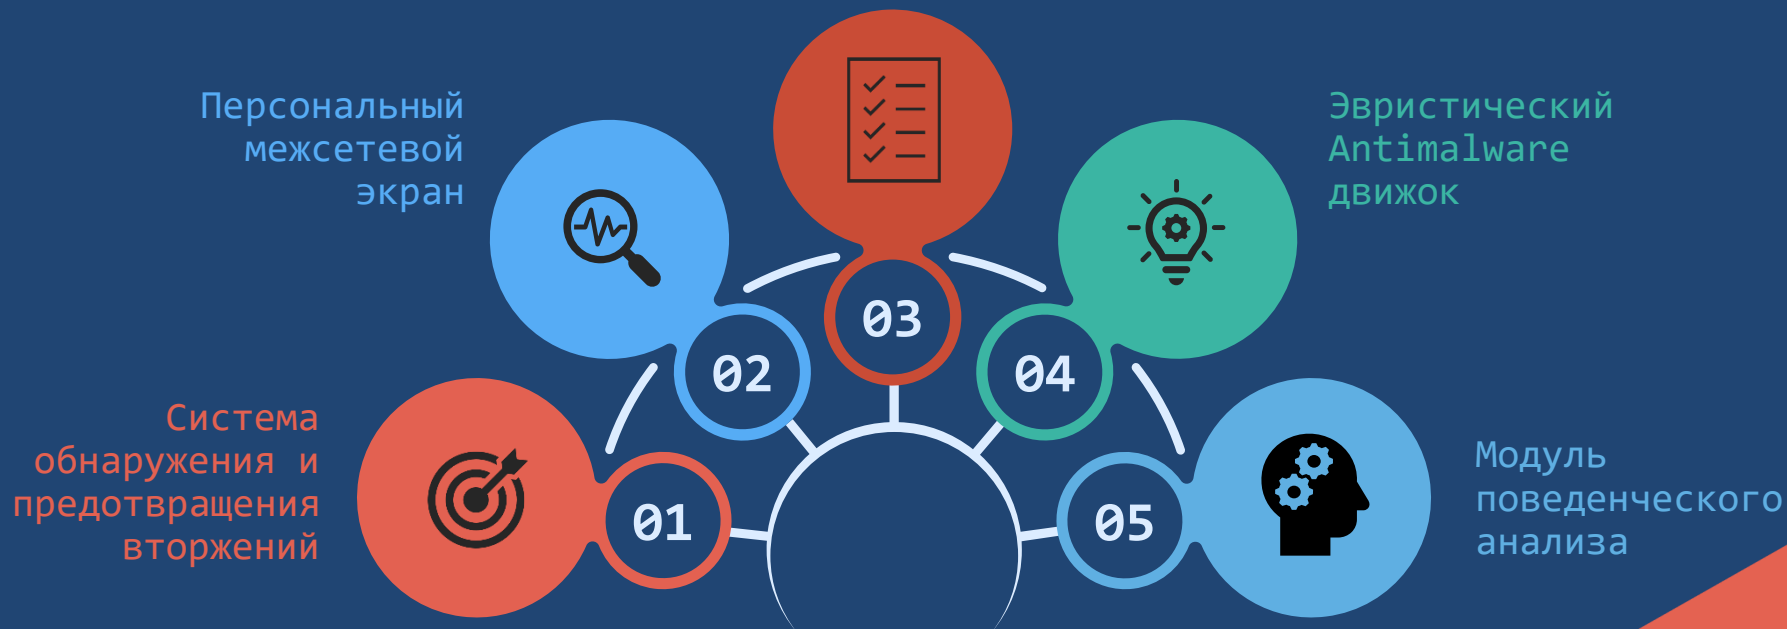 Персональный
межсетевой
экран
Эвристический
Antimalware
движок
03
02
04
Система
обнаружения и
предотвращения
вторжений
01
05
Модуль
поведенческого
анализа